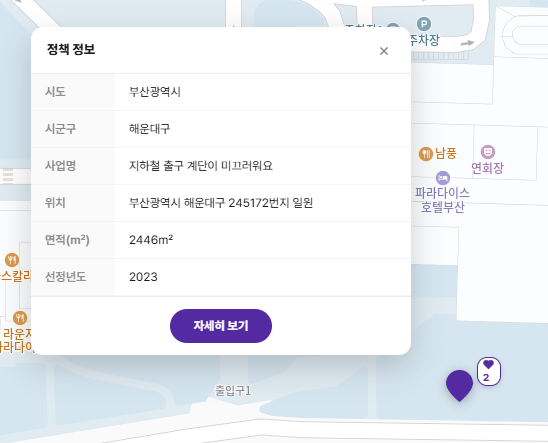 주차장
정책 정보
시도 부산광역시
시군구 해운대구
사업명 지하철 출구 계단이 미끄러워요
위치 부산광역시 해운대구 245172번지 일원
면적(m²) 2446m²
선정년도 2023
자세히 보기
남풍
연회장
파라다이스
호텔부산
스칼라
라운지
출입구1
2